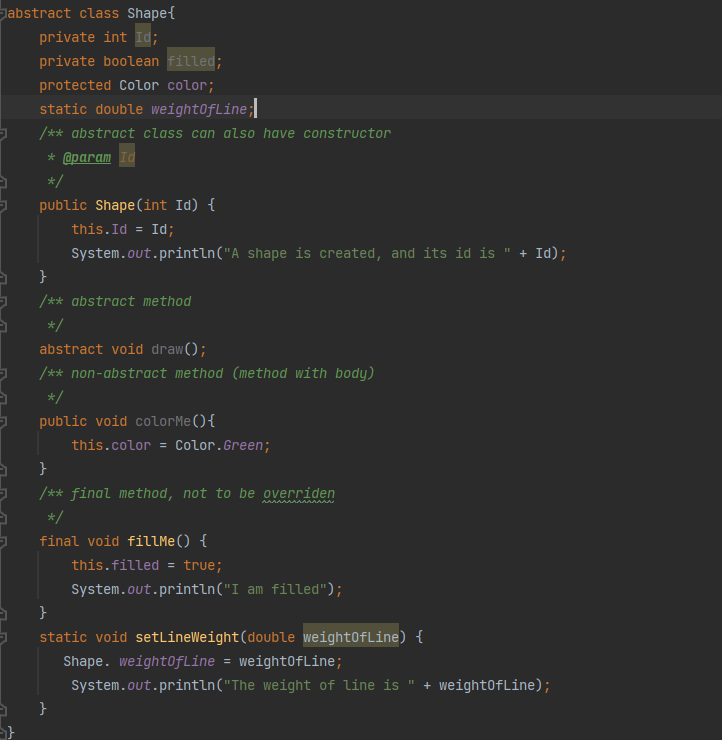 abstract class Shape{
    private int Id;
    private boolean filled;
    protected Color color;
    static double weightOfLine;
    /** abstract class can also have constructor
     * @param Id
     */
    public Shape(int Id) {
        this.Id = Id;
        System.out.println("A shape is created, and its id is " + Id);
    }
    /** abstract method
     */
    abstract void draw();
    /** non-abstract method (method with body)
     */
    public void colorMe(){
        this.color = Color.Green;
    }
    /** final method, not to be overriden
     */
    final void fillMe() {
        this.filled = true;
        System.out.println("I am filled");
    }
    static void setLineWeight(double weightOfLine) {
       Shape. weightOfLine = weightOfLine;
        System.out.println("The weight of line is " + weightOfLine);
    }
}